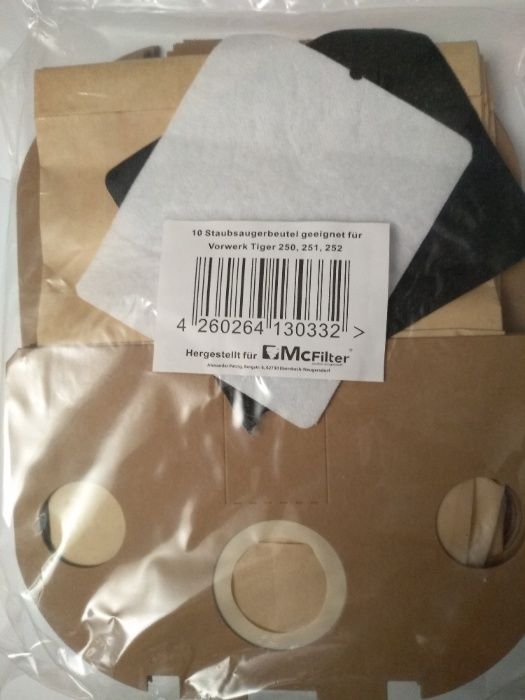 10 Staubsaugerbeutel geeignet für
Vorwerk Tiger 250, 251, 252
4 260264 130332 >
Hergestellt für McFilter®